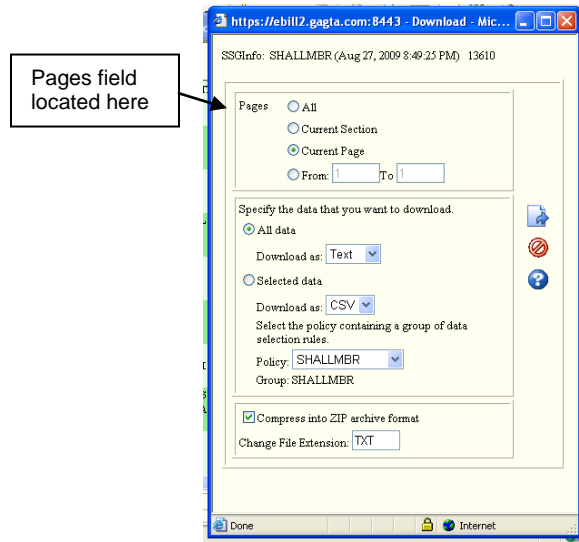 https://ebill2.gagta.com:8443 - Download - Mic...
SSGInfo: SHALLMBR (Aug 27, 2009 8:49:25 PM) 13610
Pages field
located here
Pages All
Current Section
Current Page
From: 1 To 1
Specify the data that you want to download.
All data
Download as: Text
Selected data
Download as: CSV
Select the policy containing a group of data
selection rules.
Policy: SHALLMBR
Group: SHALLMBR
Compress into ZIP archive format
Change File Extension: TXT
Done Internet